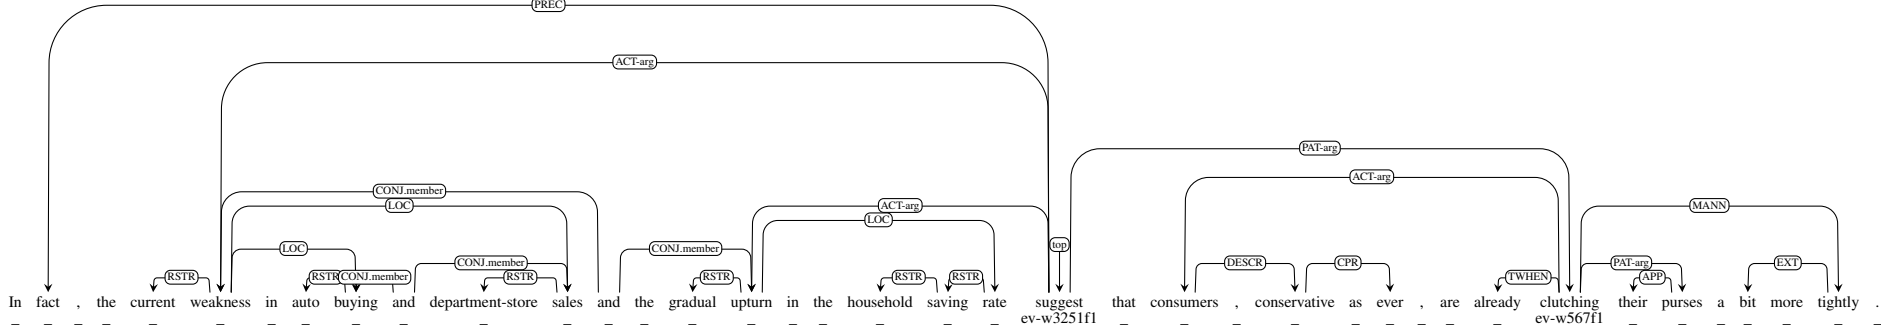 PREC
ACT-arg
PAT-arg
ACT-arg
CONJ.member
LOC
ACT-arg
MANN
LOC
top
LOC
CONJ.member
CONJ.member
DESCR
CPR
PAT-arg
EXT
RSTR
RSTR
CONJ.member
RSTR
RSTR
RSTR
RSTR
TWHEN
APP
In fact , the current weakness in auto buying and department-store sales and the gradual upturn in the household saving rate suggest that consumers , conservative as ever , are already clutching their purses a bit more tightly .
_ _ _ _ _ _ _ _ _ _ _ _ _ _ _ _ _ _ _ _ _ ev-w3251f1 _ _ _ _ _ _ _ _ _ ev-w567f1 _ _ _ _ _ _ _